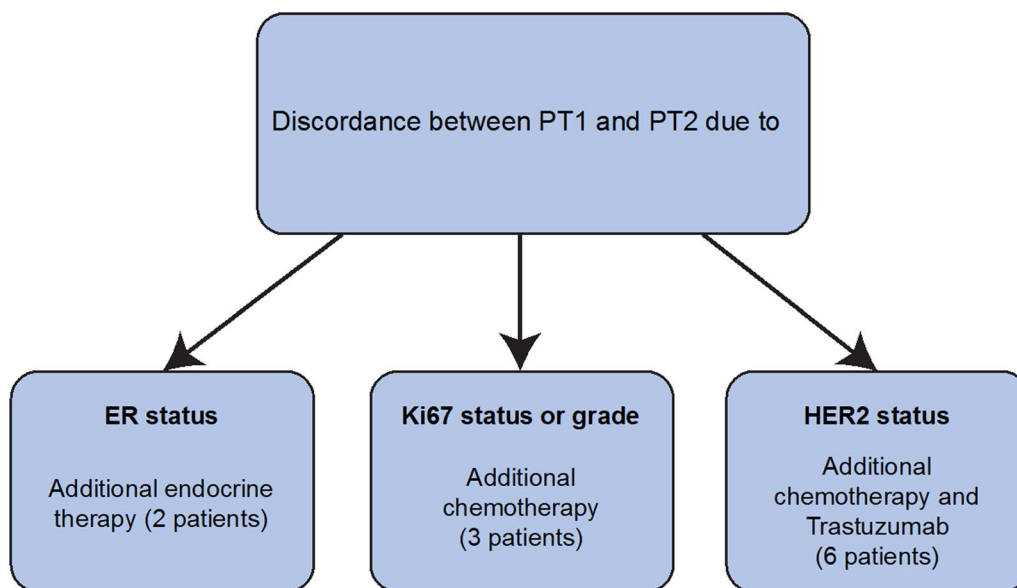 Discordance between PT1 and PT2 due to
ER status
Additional endocrine
therapy (2 patients)
Ki67 status or grade
Additional
chemotherapy
(3 patients)
HER2 status
Additional
chemotherapy and
Trastuzumab
(6 patients)